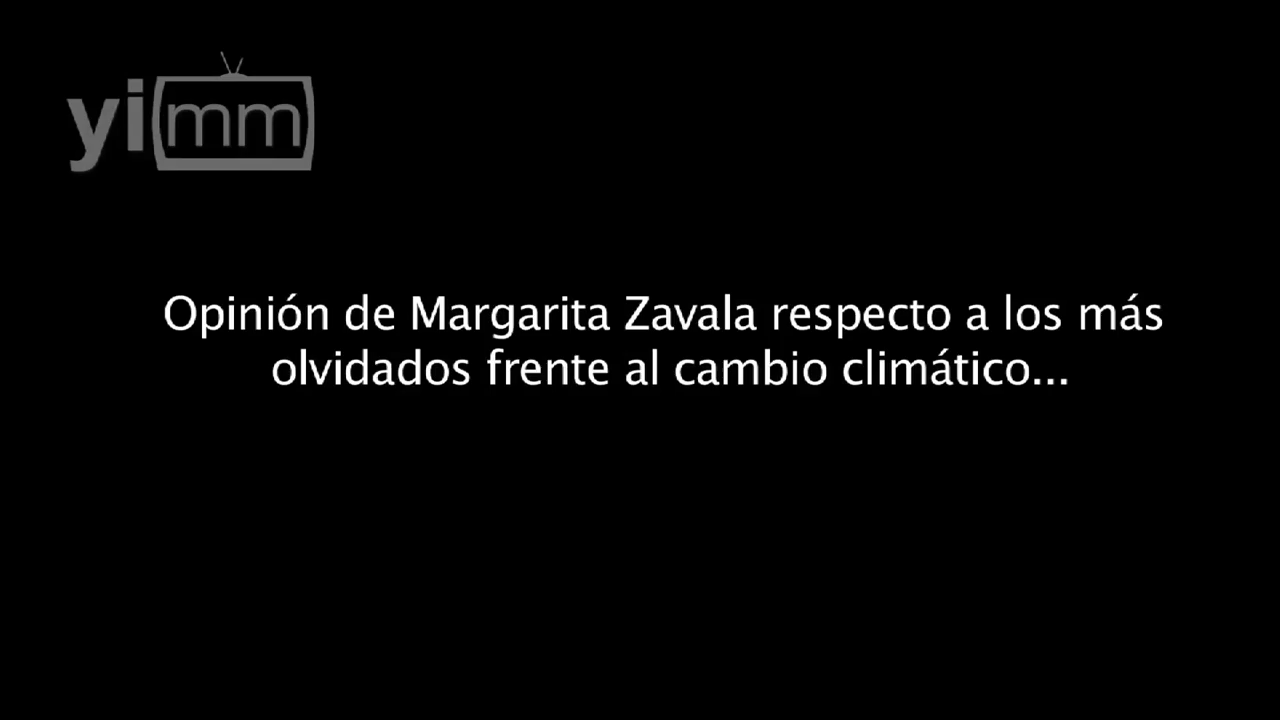 yimm
Opinión de Margarita Zavala respecto a los más
olvidados frente al cambio climático...